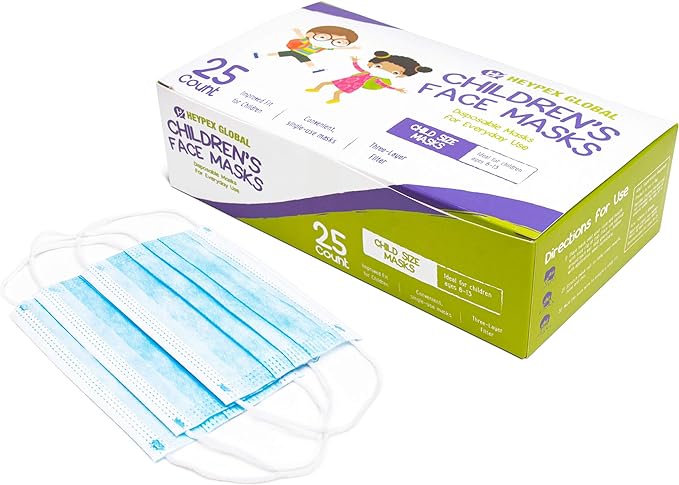 25
count
Improved Fit
for Children
Convenient,
single-use masks
Three-Layer
Filter
HEYPEX GLOBAL
CHILDREN'S
FACE MASKS
Disposable Masks
for Everyday Use
CHILD SIZE
MASKS
Ideal for children
ages 8-13
HEYPEX GLOBAL
CHILDREN'S
FACE MASKS
Disposable Masks
for Everyday Use
25
count
CHILD SIZE
MASKS
Ideal for children
ages 8-13
Improved Fit
for Children
Convenient,
single-use masks
Three-Layer
Filter
Directions for Use